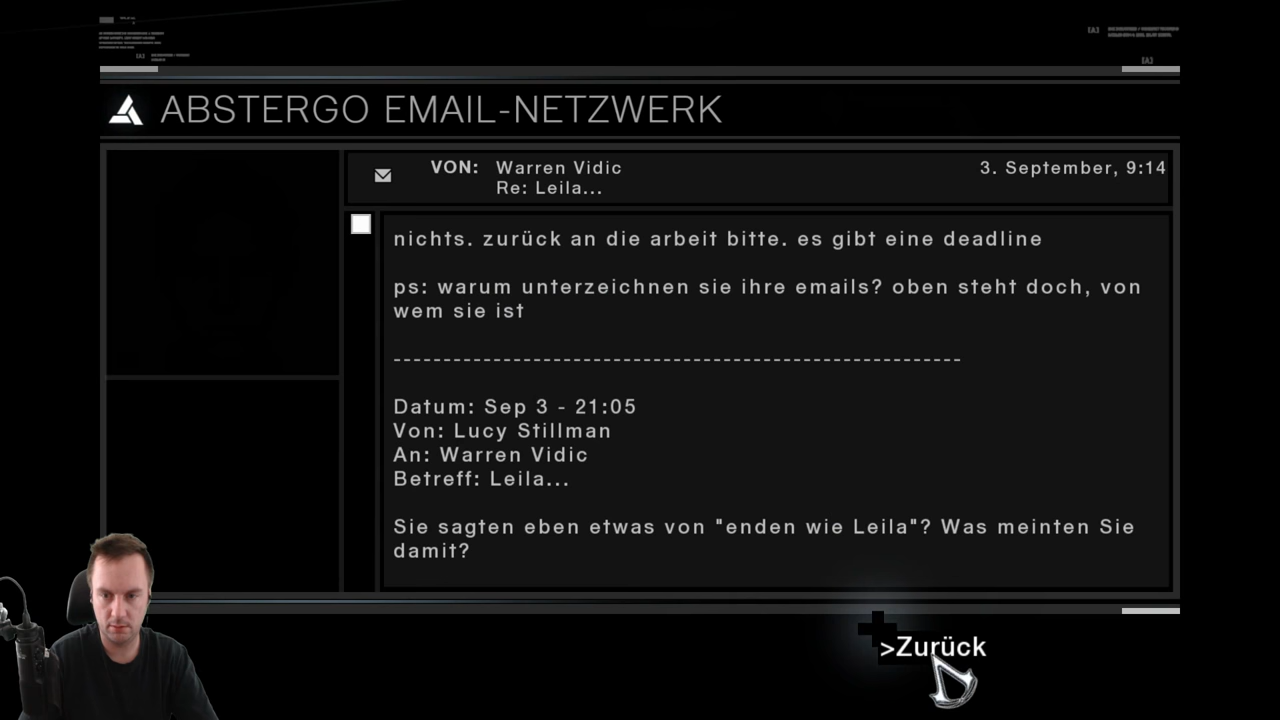 ABSTERGO EMAIL-NETZWERK
VON: Warren Vidic 3. September, 9:14
Re: Leila...
nichts. zurück an die arbeit bitte. es gibt eine deadline
ps: warum unterzeichnen sie ihre emails? oben steht doch, von
wem sie ist
---------------------------------------------------------
Datum: Sep 3 - 21:05
Von: Lucy Stillman
An: Warren Vidic
Betreff: Leila...
Sie sagten eben etwas von "enden wie Leila"? Was meinten Sie
damit?
>Zurück